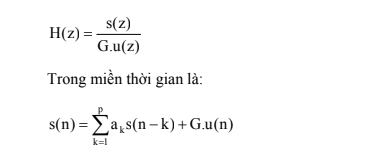 H(z) = s(z) / G.u(z)
Trong miền thời gian là:
s(n) = ∑_{k=1}^{p} a_k s(n − k) + G.u(n)